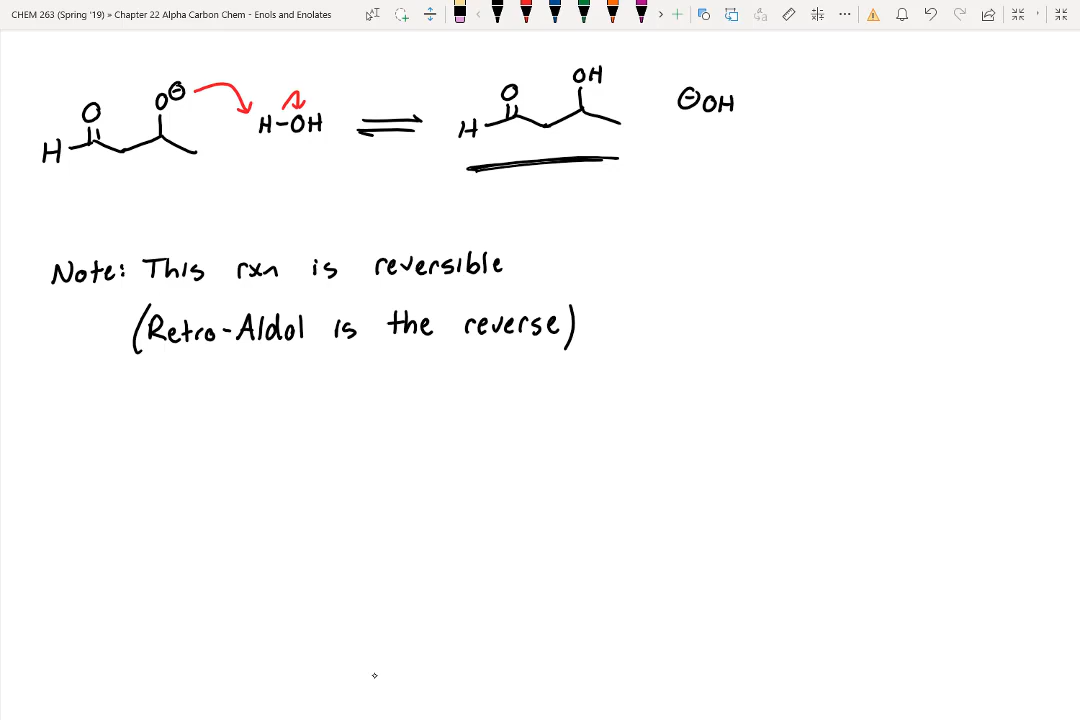 CHEM 263 (Spring '19) » Chapter 22 Alpha Carbon Chem - Enols and Enolates
O O⊖ H-OH O OH ⊖OH
H H
Note: This rxn is reversible
(Retro-Aldol is the reverse)